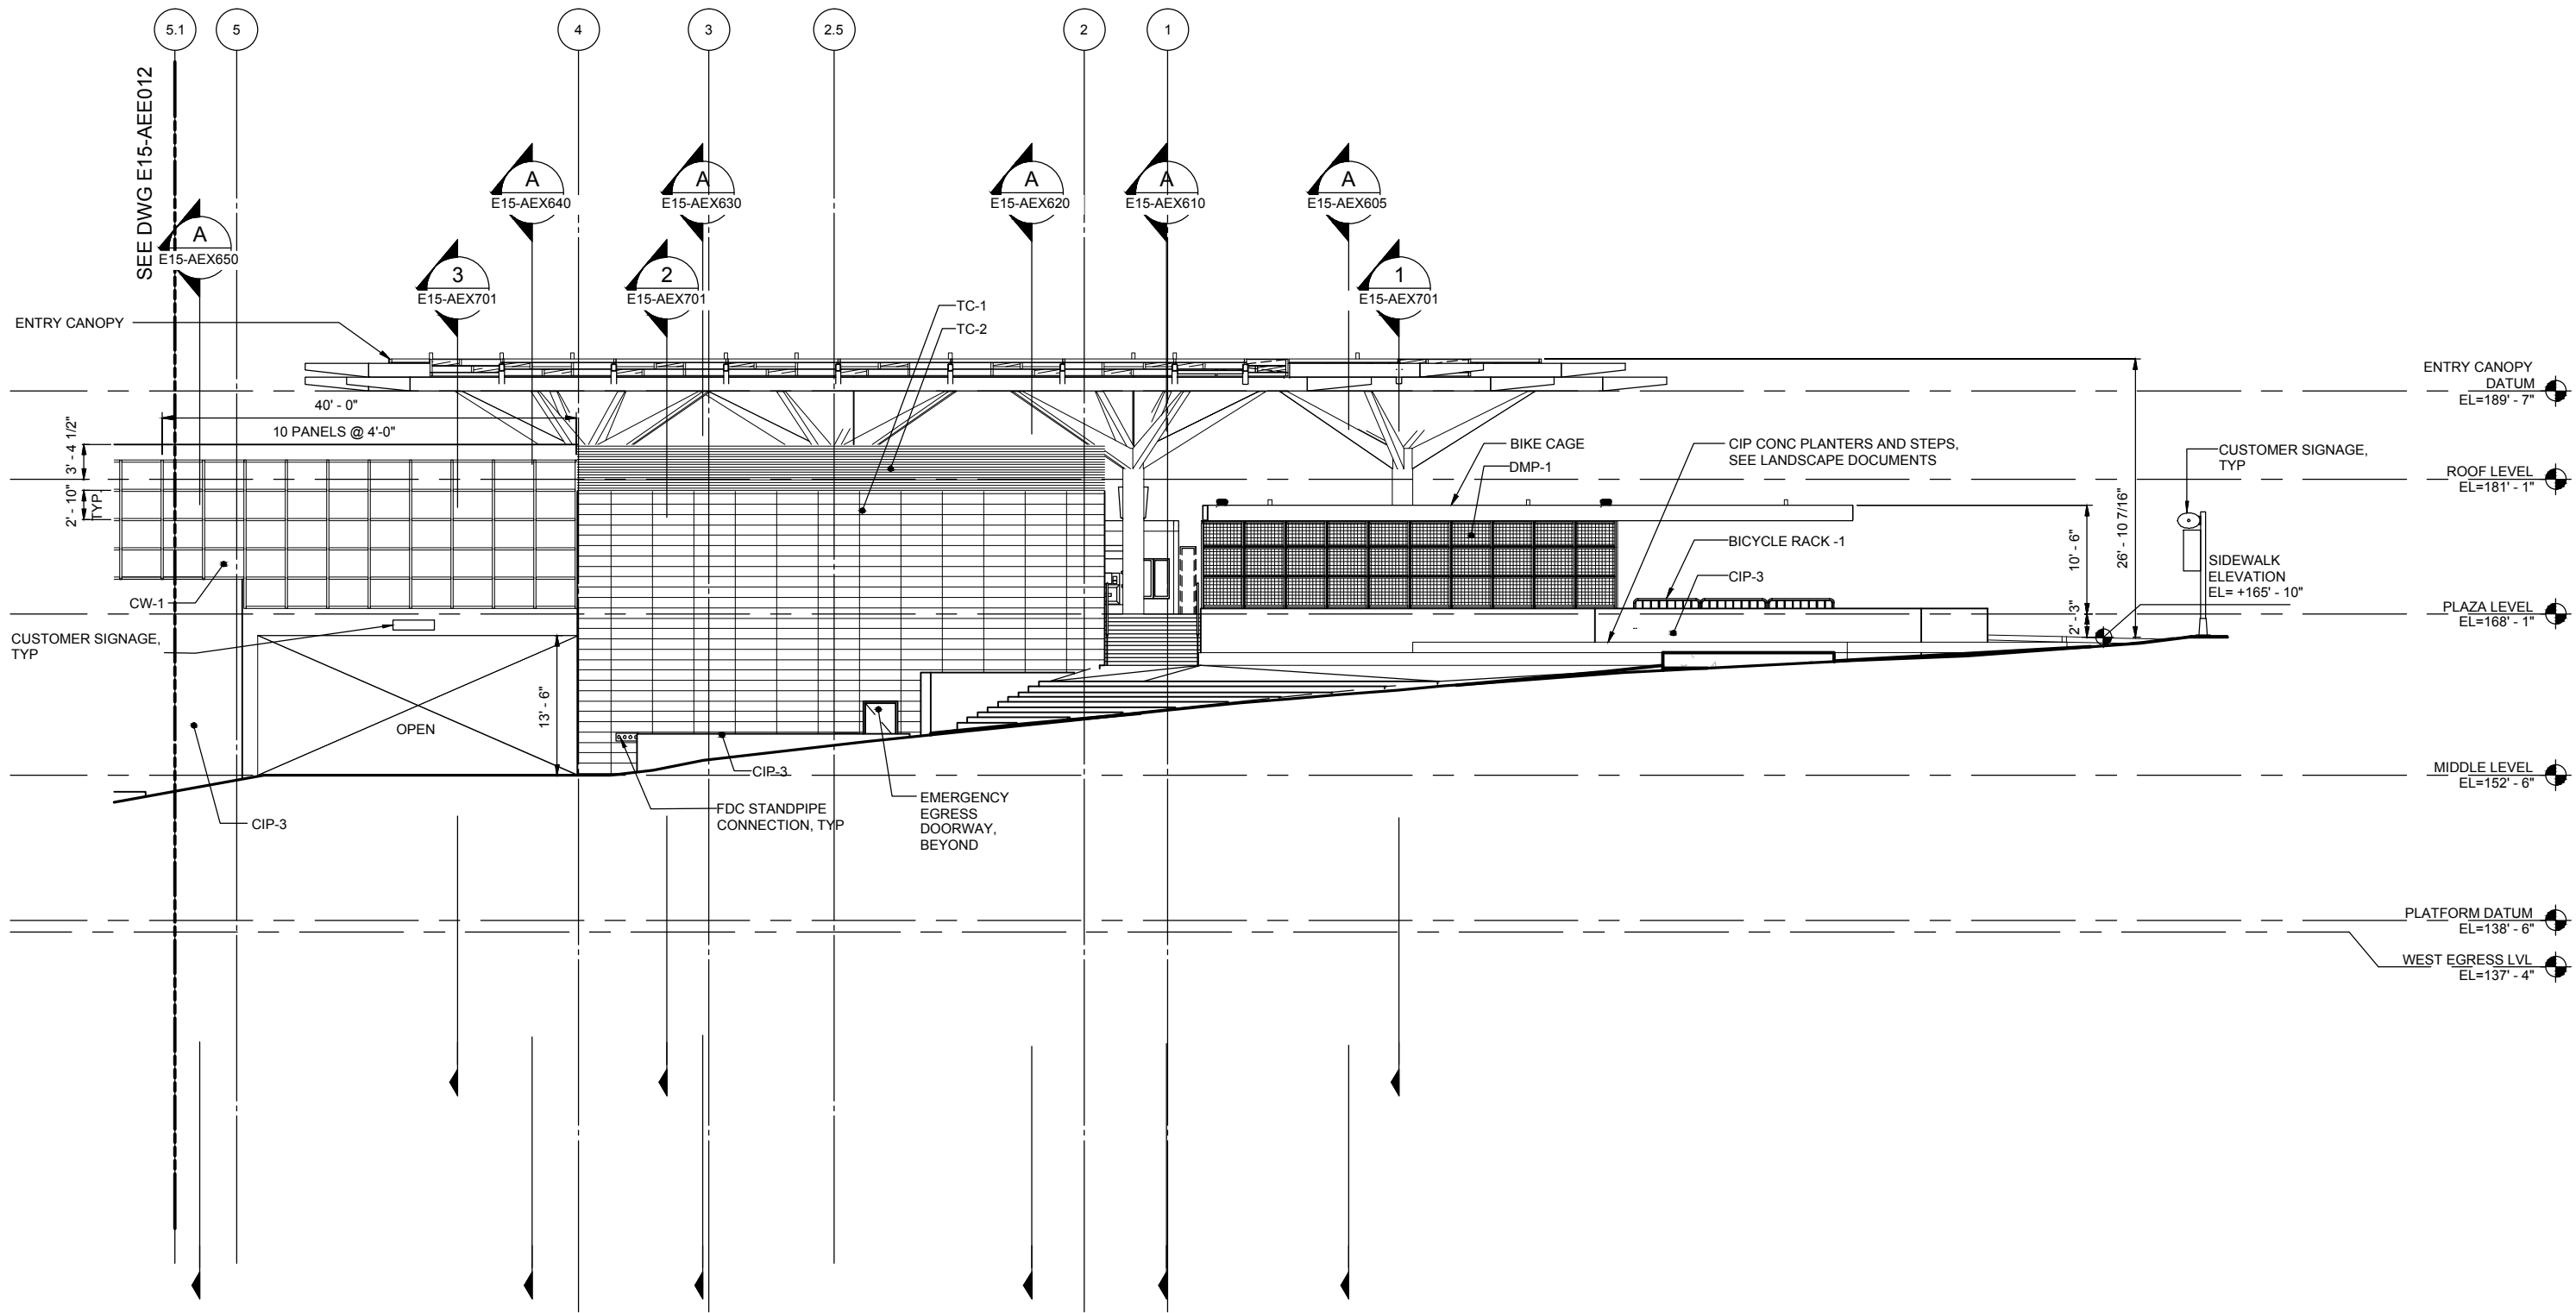 5.1
5
4
3
2.5
2
1
SEE DWG E15-AEE012
A
E15-AEX650
A
E15-AEX640
A
E15-AEX630
A
E15-AEX620
A
E15-AEX610
A
E15-AEX605
3
E15-AEX701
2
E15-AEX701
1
E15-AEX701
ENTRY CANOPY
TC-1
TC-2
40' - 0"
10 PANELS @ 4'-0"
3' - 4 1/2"
2' - 10"
TYP.
CW-1
CUSTOMER SIGNAGE,
TYP
OPEN
13' - 6"
CIP-3
CIP-3
FDC STANDPIPE
CONNECTION, TYP
EMERGENCY
EGRESS
DOORWAY,
BEYOND
BIKE CAGE
DMP-1
CIP CONC PLANTERS AND STEPS,
SEE LANDSCAPE DOCUMENTS
BICYCLE RACK -1
CIP-3
10' - 6"
2' - 3"
26' - 10 7/16"
CUSTOMER SIGNAGE,
TYP
SIDEWALK
ELEVATION
EL= +165' - 10"
ENTRY CANOPY
DATUM
EL=189' - 7"
ROOF LEVEL
EL=181' - 1"
PLAZA LEVEL
EL=168' - 1"
MIDDLE LEVEL
EL=152' - 6"
PLATFORM DATUM
EL=138' - 6"
WEST EGRESS LVL
EL=137' - 4"